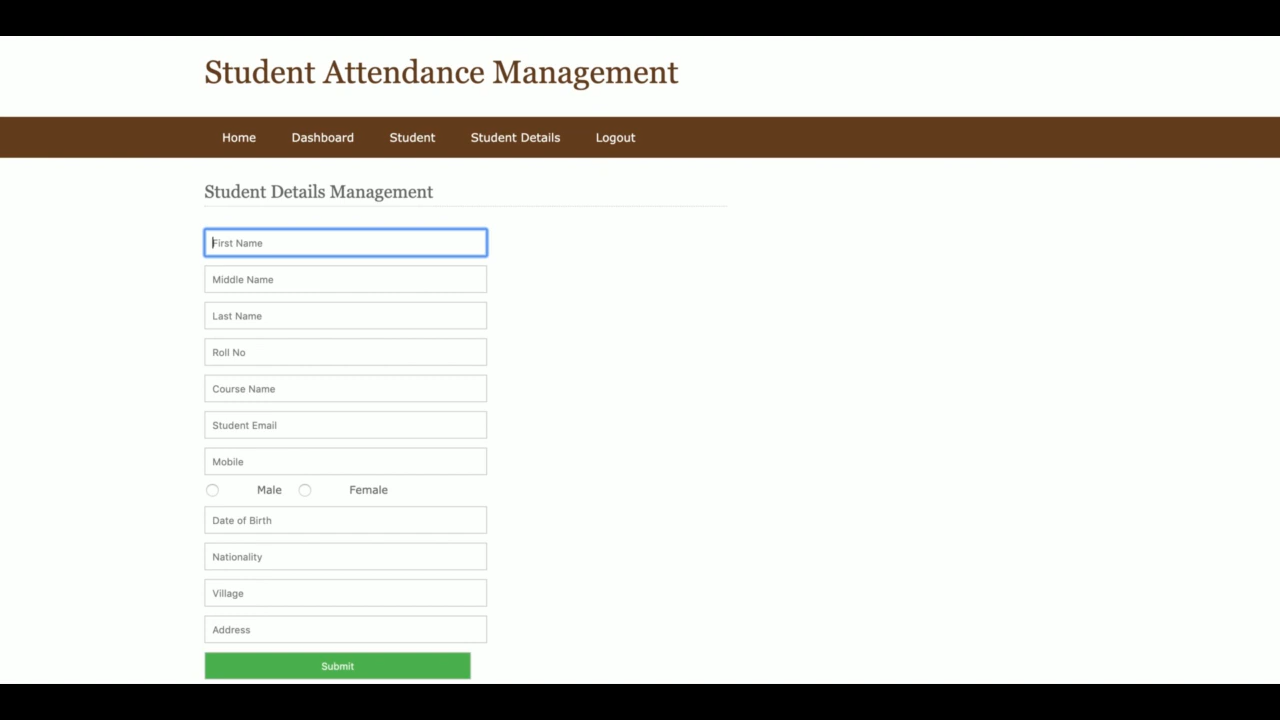 Student Attendance Management
Home Dashboard Student Student Details Logout
Student Details Management
First Name
Middle Name
Last Name
Roll No
Course Name
Student Email
Mobile
Male Female
Date of Birth
Nationality
Village
Address
Submit